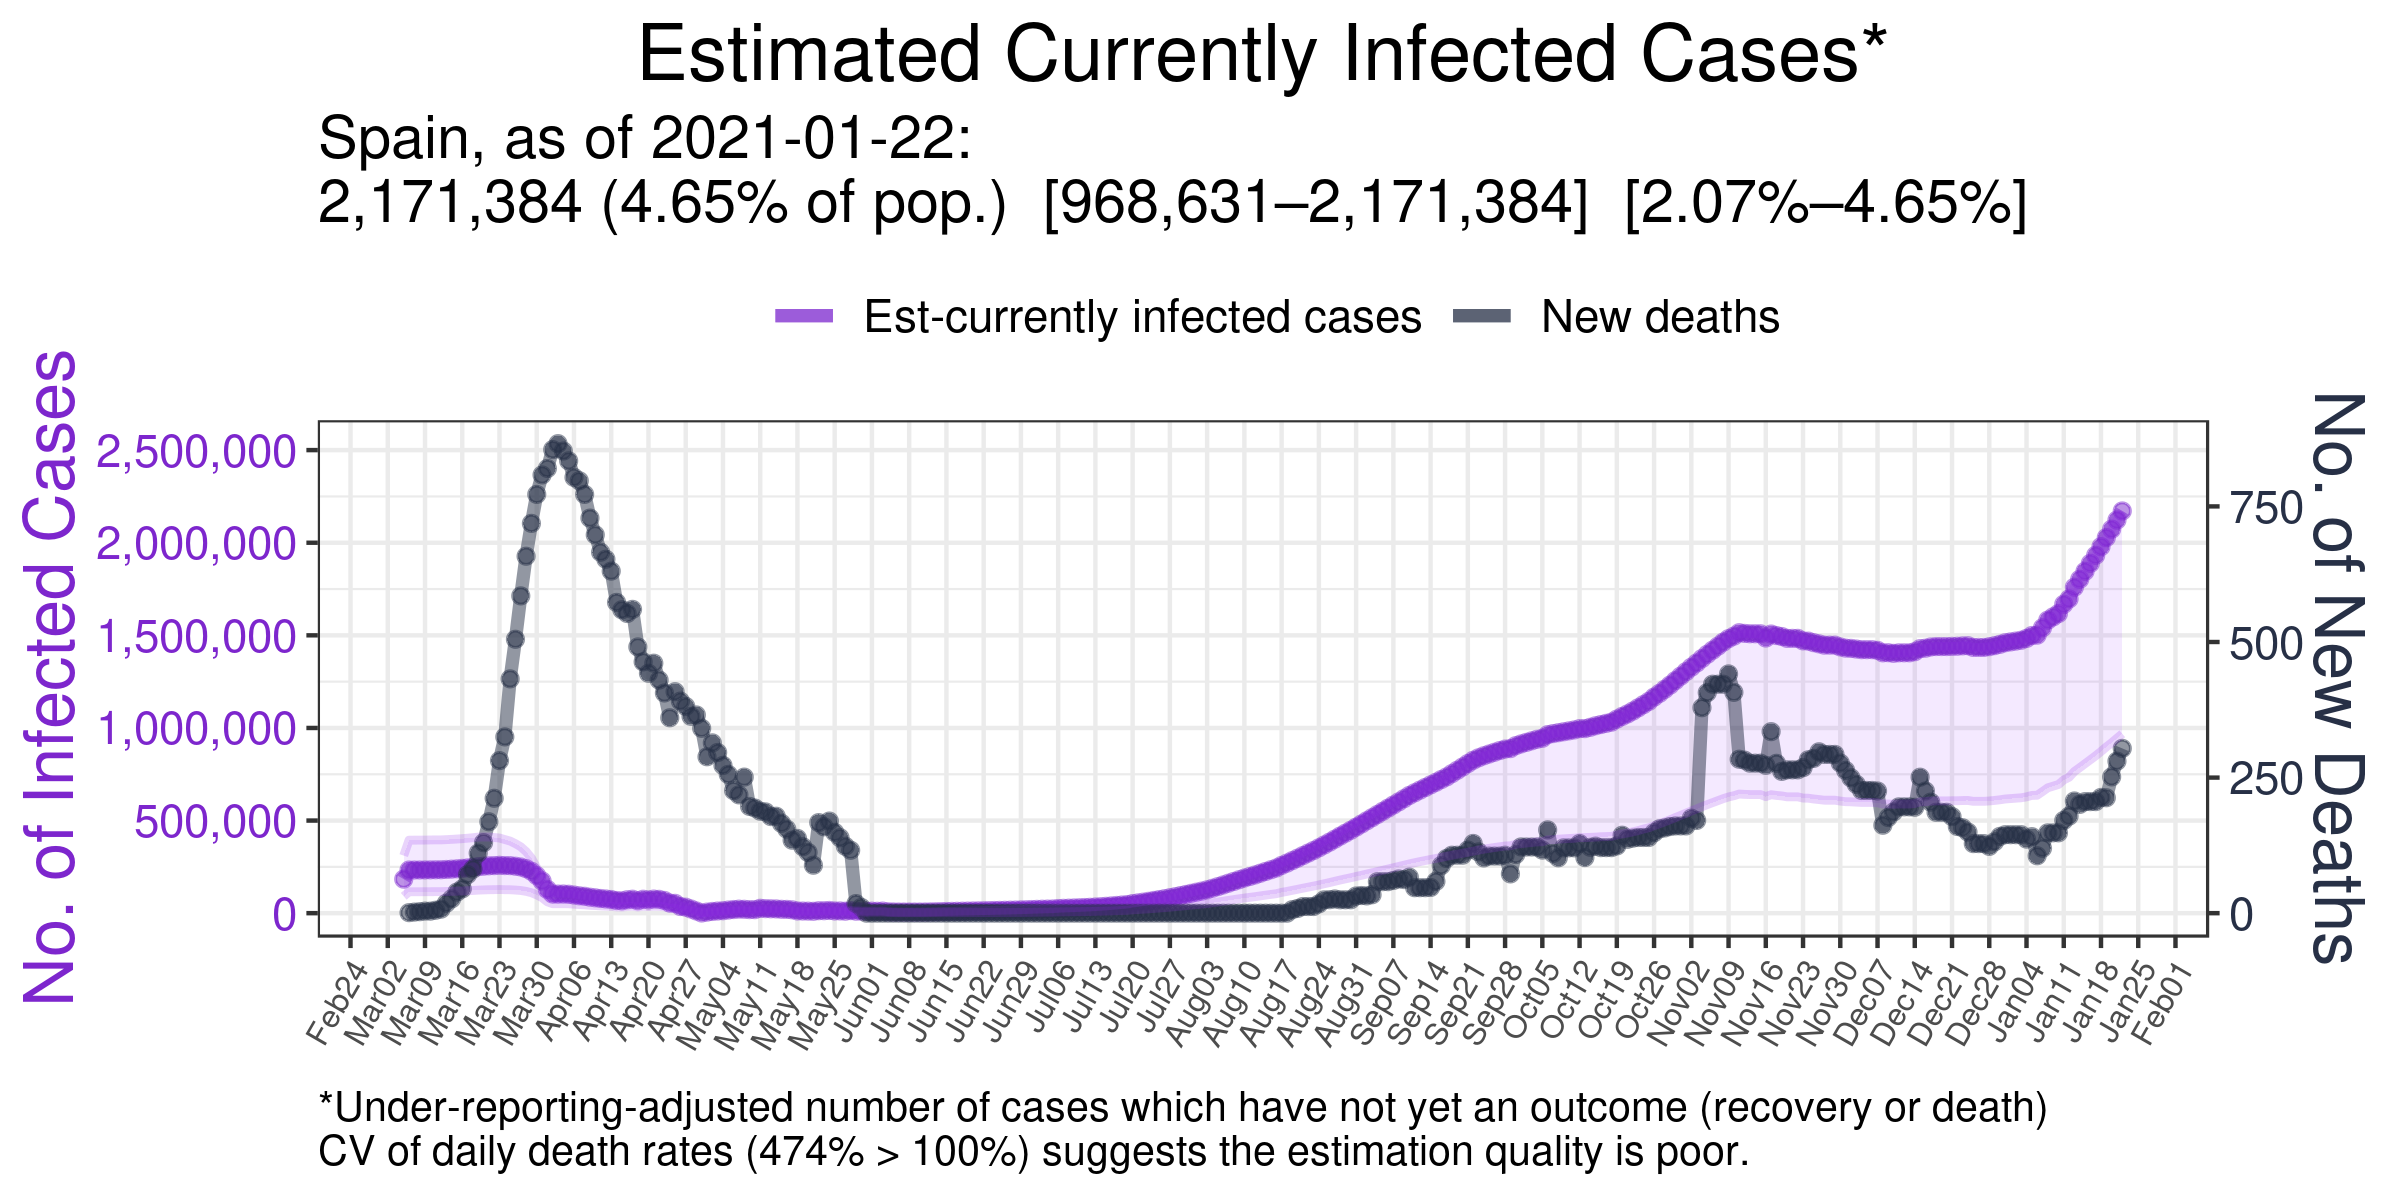 Estimated Currently Infected Cases*
Spain, as of 2021-01-22:
2,171,384 (4.65% of pop.) [968,631–2,171,384] [2.07%–4.65%]
Est-currently infected cases
New deaths
No. of Infected Cases
2,500,000
2,000,000
1,500,000
1,000,000
500,000
0
No. of New Deaths
750
500
250
0
Feb24
Mar02
Mar09
Mar16
Mar23
Mar30
Apr06
Apr13
Apr20
Apr27
May04
May11
May18
May25
Jun01
Jun08
Jun15
Jun22
Jun29
Jul06
Jul13
Jul20
Jul27
Aug03
Aug10
Aug17
Aug24
Aug31
Sep07
Sep14
Sep21
Sep28
Oct05
Oct12
Oct19
Oct26
Nov02
Nov09
Nov16
Nov23
Nov30
Dec07
Dec14
Dec21
Dec28
Jan04
Jan11
Jan18
Jan25
Feb01
*Under-reporting-adjusted number of cases which have not yet an outcome (recovery or death)
CV of daily death rates (474% > 100%) suggests the estimation quality is poor.